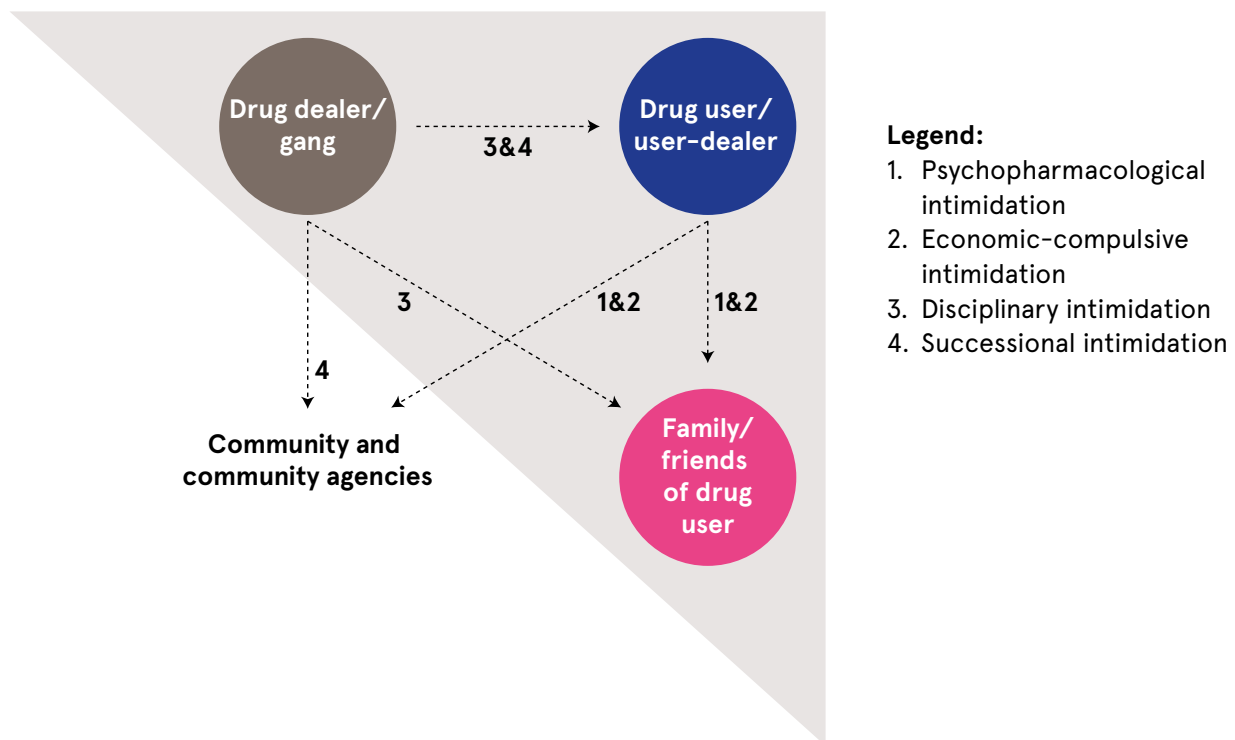 Drug dealer/
gang
3&4
Drug user/
user-dealer
3
1&2
1&2
4
Community and
community agencies
Family/
friends
of drug
user
Legend:
1. Psychopharmacological
intimidation
2. Economic-compulsive
intimidation
3. Disciplinary intimidation
4. Successional intimidation